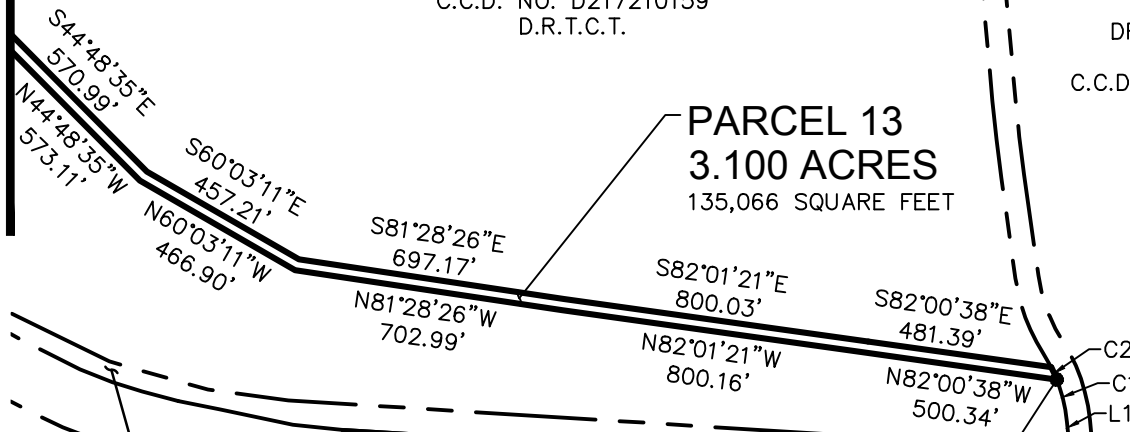 C.C.D. NO. D217210159
D.R.T.C.T.
C.C.D
S44°48'35"E
570.99'
N44°48'35"W
573.11'
S60°03'11"E
457.21'
N60°03'11"W
466.90'
PARCEL 13
3.100 ACRES
135,066 SQUARE FEET
S81°28'26"E
697.17'
N81°28'26"W
702.99'
S82°01'21"E
800.03'
N82°01'21"W
800.16'
S82°00'38"E
481.39'
N82°00'38"W
500.34'
C2
L1